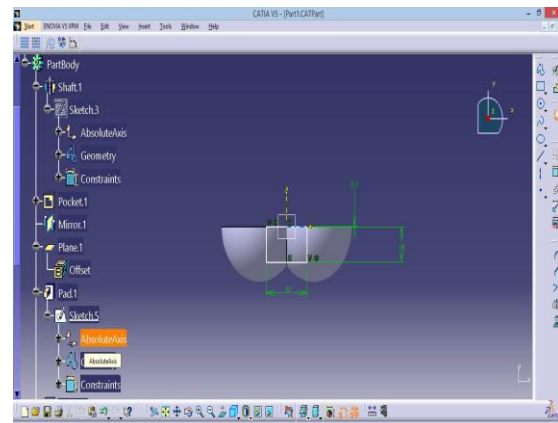 CATIA V5 - [Part1.CATPart]
Start ENOVIA V5 VPM File Edit View Insert Tools Window Help
PartBody
Shaft.1
Sketch.3
AbsoluteAxis
Geometry
Constraints
Pocket.1
Mirror.1
Plane.1
Offset
Pad.1
Sketch.5
AbsoluteAxis
AbsoluteAxis
Constraints
y
z
x